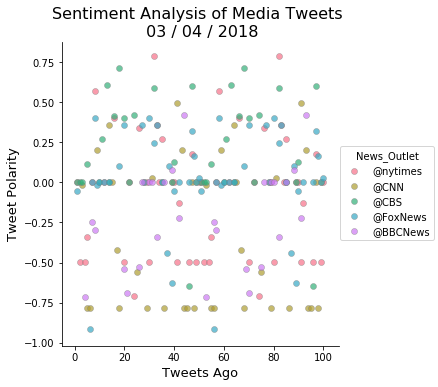 Sentiment Analysis of Media Tweets
03 / 04 / 2018
Tweet Polarity
0.75
0.50
0.25
0.00
−0.25
−0.50
−0.75
−1.00
0 20 40 60 80 100
Tweets Ago
News_Outlet
@nytimes
@CNN
@CBS
@FoxNews
@BBCNews